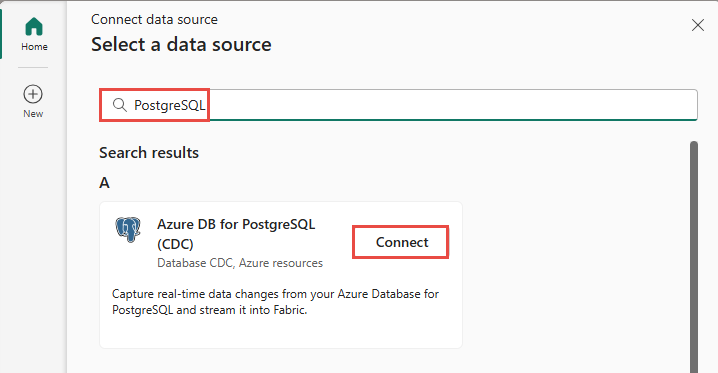 Connect data source
Select a data source
Home
New
PostgreSQL
Search results
A
Azure DB for PostgreSQL
(CDC)
Connect
Database CDC, Azure resources
Capture real-time data changes from your Azure Database for
PostgreSQL and stream it into Fabric.